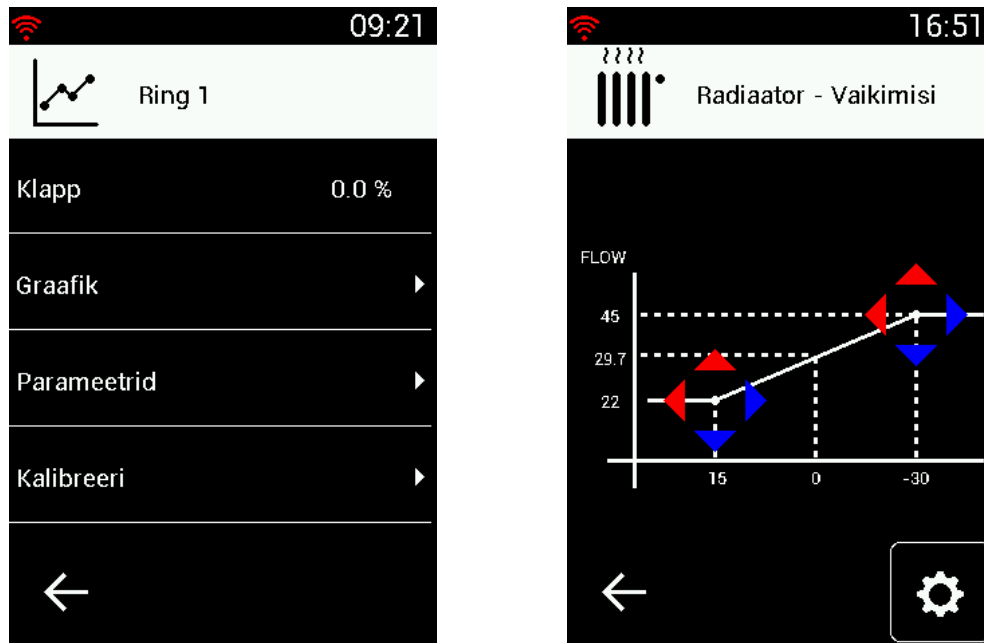 09:21
Ring 1
Klapp 0.0 %
Graafik
Parameetrid
Kalibreeri
16:51
Radiaator - Vaikimisi
FLOW
45
29.7
22
15 0 -30